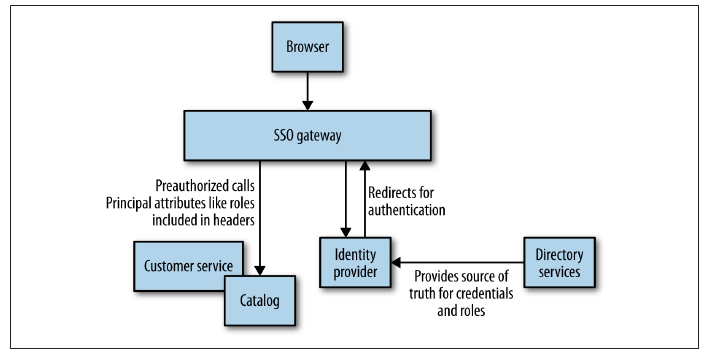 Browser
SSO gateway
Preauthorized calls
Principal attributes like roles
included in headers
Redirects for
authentication
Customer service
Catalog
Identity
provider
Directory
services
Provides source of
truth for credentials
and roles